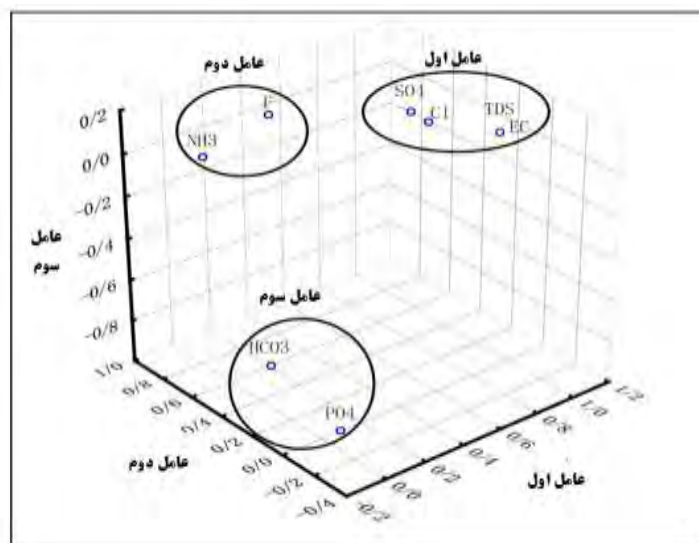 عامل دوم
عامل اول
SO4
Cl
TDS
EC
F
NH3
0/2
0/0
-0/2
-0/4
-0/6
-0/8
عامل
سوم
عامل سوم
HCO3
PO4
1/0
0/8
0/6
0/4
0/2
0/0
-0/2
-0/4
عامل دوم
-0/2
0/0
0/2
0/4
0/6
0/8
1/0
1/2
عامل اول